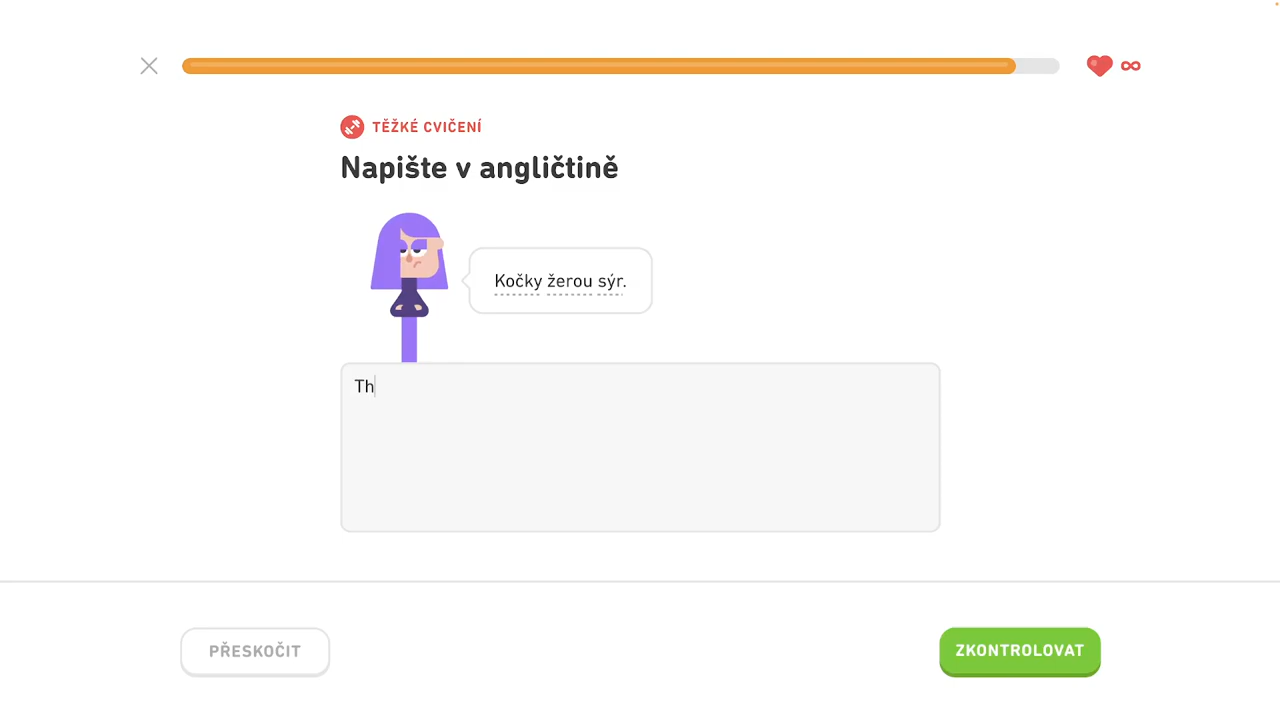 ∞
TĚŽKÉ CVIČENÍ
Napište v angličtině
Kočky žerou sýr.
Th
PŘESKOČIT
ZKONTROLOVAT